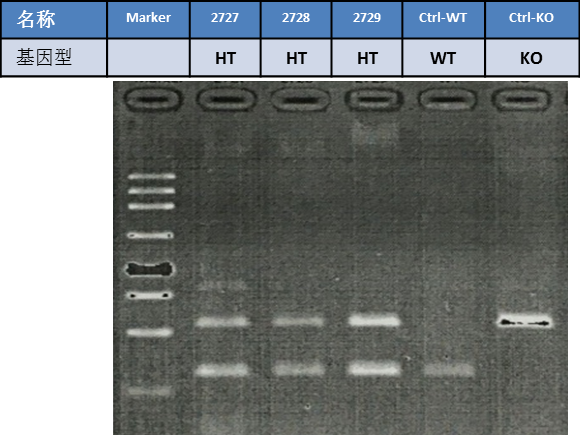 名称 Marker 2727 2728 2729 Ctrl-WT Ctrl-KO
基因型 HT HT HT WT KO